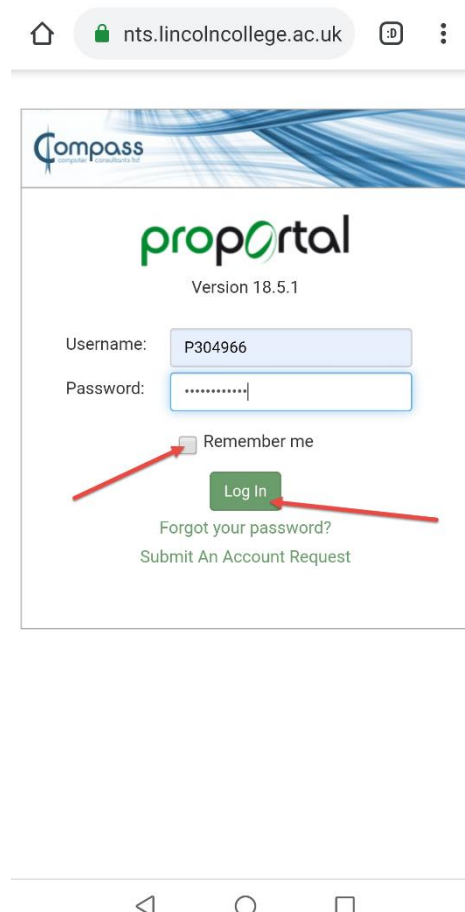 nts.lincolncollege.ac.uk :D
Compass
computer consultants ltd
proportal
Version 18.5.1
Username: P304966
Password: ••••••••••••
Remember me
Log In
Forgot your password?
Submit An Account Request